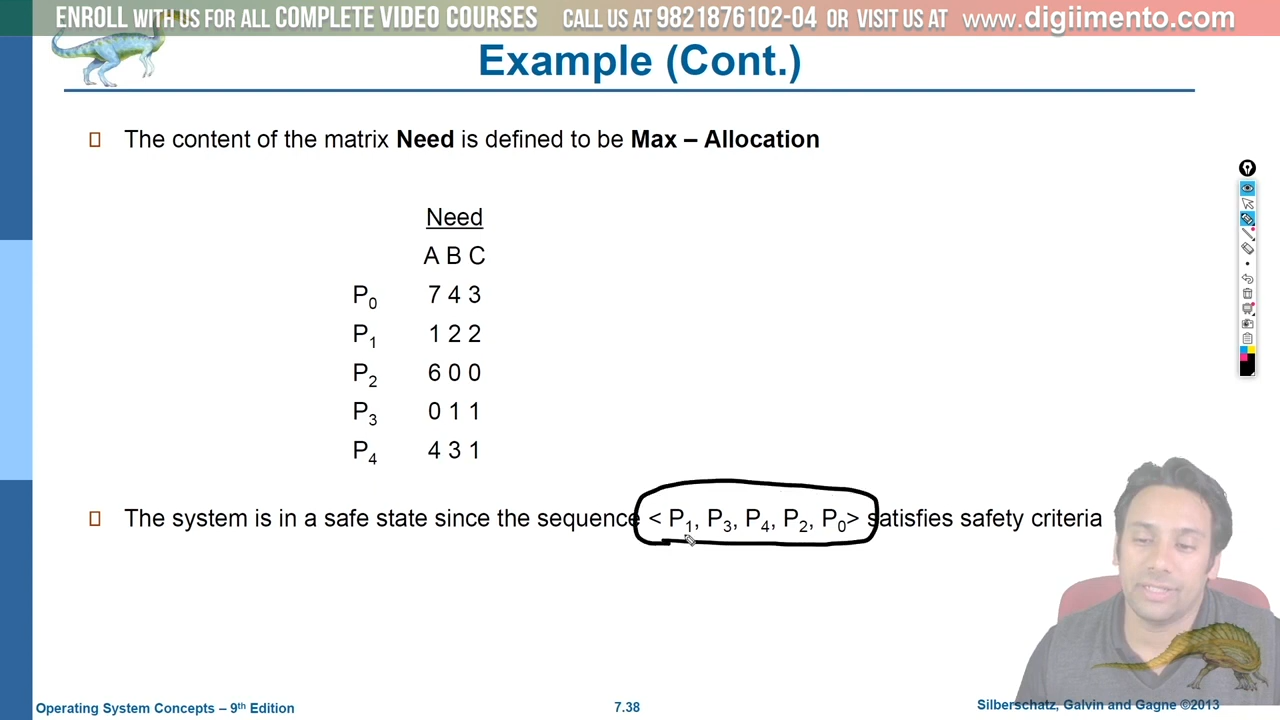 ENROLL WITH US FOR ALL COMPLETE VIDEO COURSES CALL US AT 9821876102-04 OR VISIT US AT www.digiimento.com
Example (Cont.)
The content of the matrix Need is defined to be Max – Allocation
Need
A B C
P0 7 4 3
P1 1 2 2
P2 6 0 0
P3 0 1 1
P4 4 3 1
The system is in a safe state since the sequence < P1, P3, P4, P2, P0> satisfies safety criteria
Operating System Concepts – 9th Edition 7.38 Silberschatz, Galvin and Gagne ©2013